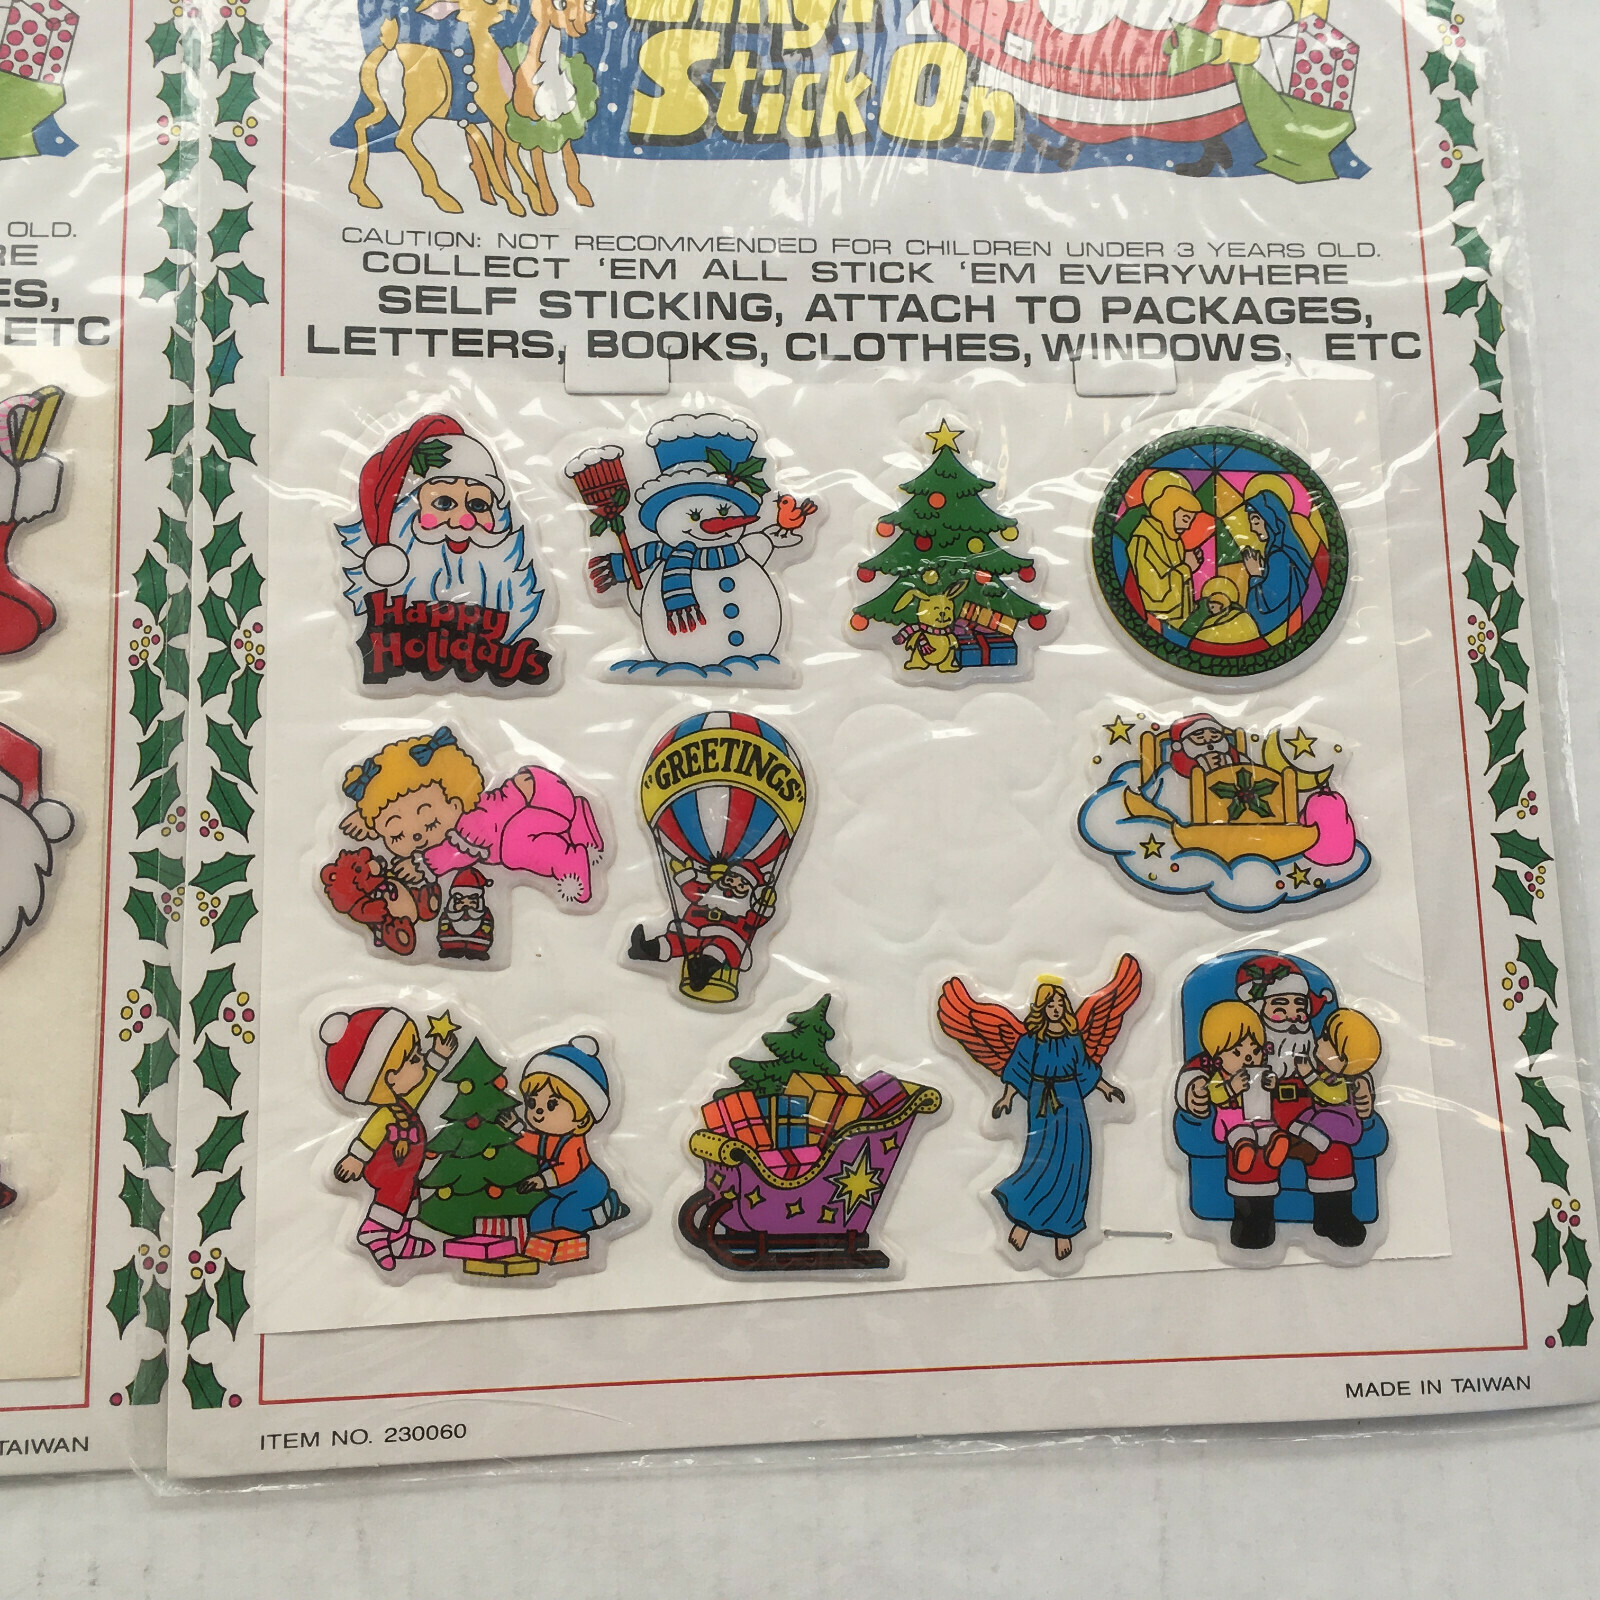 Stick On
OLD.
CAUTION: NOT RECOMMENDED FOR CHILDREN UNDER 3 YEARS OLD.
COLLECT 'EM ALL STICK 'EM EVERYWHERE
SELF STICKING, ATTACH TO PACKAGES,
LETTERS, BOOKS, CLOTHES, WINDOWS, ETC
ETC
Happy
Holidays
"GREETINGS"
MADE IN TAIWAN
ITEM NO. 230060
TAIWAN